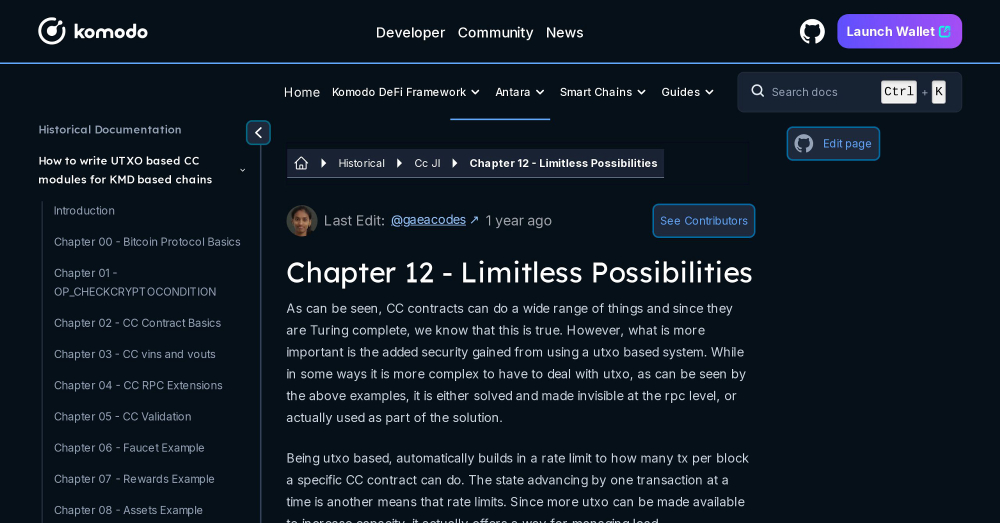 komodo
Developer Community News
Launch Wallet
Home Komodo DeFi Framework Antara Smart Chains Guides
Search docs Ctrl + K
Historical Documentation
How to write UTXO based CC
modules for KMD based chains
Introduction
Chapter 00 - Bitcoin Protocol Basics
Chapter 01 -
OP_CHECKCRYPTOCONDITION
Chapter 02 - CC Contract Basics
Chapter 03 - CC vins and vouts
Chapter 04 - CC RPC Extensions
Chapter 05 - CC Validation
Chapter 06 - Faucet Example
Chapter 07 - Rewards Example
Chapter 08 - Assets Example
Historical Cc Jl Chapter 12 - Limitless Possibilities
Edit page
Last Edit: @gaeacodes ↗ 1 year ago
See Contributors
Chapter 12 - Limitless Possibilities
As can be seen, CC contracts can do a wide range of things and since they
are Turing complete, we know that this is true. However, what is more
important is the added security gained from using a utxo based system. While
in some ways it is more complex to have to deal with utxo, as can be seen by
the above examples, it is either solved and made invisible at the rpc level, or
actually used as part of the solution.
Being utxo based, automatically builds in a rate limit to how many tx per block
a specific CC contract can do. The state advancing by one transaction at a
time is another means that rate limits. Since more utxo can be made available
to increase capacity, it actually offers a way for managing load.